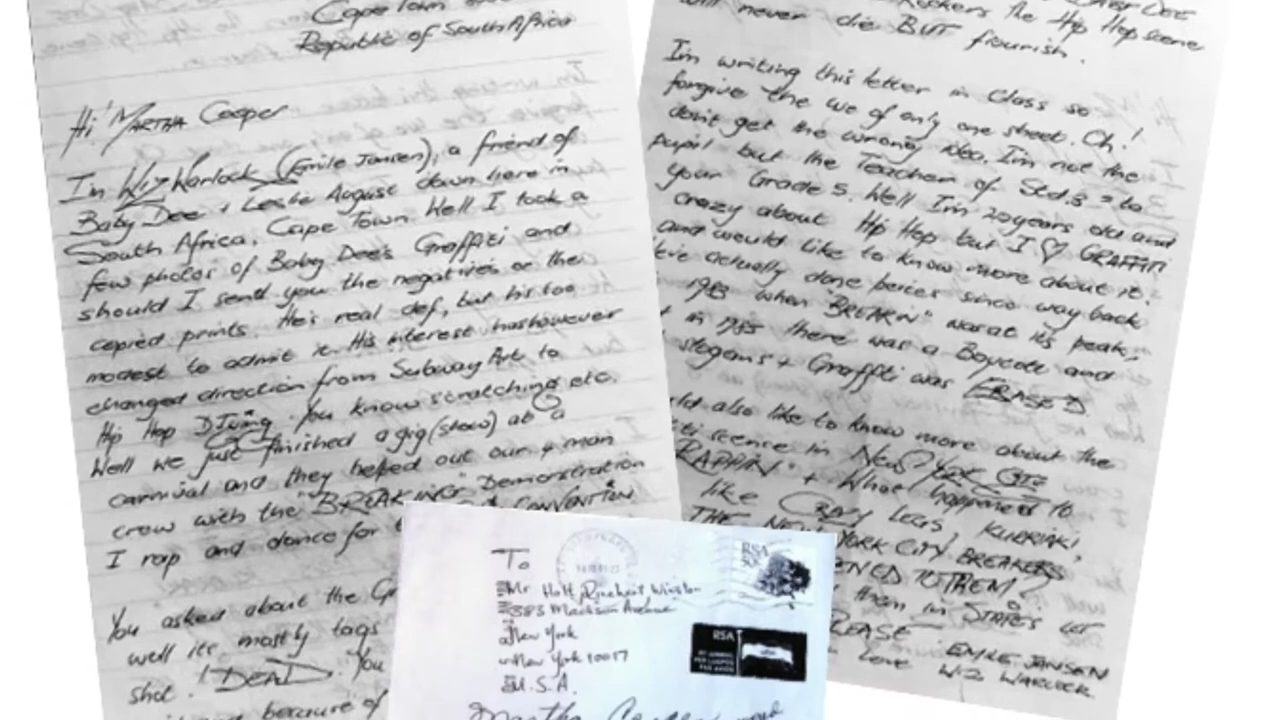 Cape Town
Republic of South Africa
Hi! MARTHA Cooper
I'm Wiz Warlock (Emile Jansen), a friend of
Baby Dee + Leslie August down here in
South Africa, Cape Town. Well I took a
few photos of Baby Dee's Graffiti and
should I send you the negatives or the
copied prints. He's real def, but his too
modest to admit it. His interest has however
changed direction from Subway Art to
Hip Hop DJ'ing. You know scratching etc.
Well we just finished a gig (show) at a
carnival and they helped out our 4 man
crew with the "BREAKING" Demonstration
I rap and dance for CONVENTION
You asked about the
well its mostly tags
shot. ! DEAD. You
because of
Rockers the Hip Hop scene
will never die BUT flourish.
I'm writing this letter in class so
forgive the use of only one sheet. Oh!
don't get the wrong idea. I'm not the
pupil but the Teacher of Std.3 = to
your Grade 5. Well I'm 20 years old and
crazy about Hip Hop but I ♡ GRAFFITI
and would like to know more about it.
actually done pieces since way back
1983 when "BREAKN" was at its peak,
in 1985 there was a Boycott and
slogans + Graffiti was ERASED
also like to know more about the
scence in New York City
RAPPIN" + What happened to
like CRAZY LEGS, KURIAKI,
THE NEW YORK CITY BREAKERS
TO THEM?
them in STATES
EMILE JANSEN
Love WIZ WARLOCK
To
Mr Holt Rinehart Winston
383 Madison Avenue
New York
New York 10017
U.S.A.
RSA
30c
RSA
Martha Cooper